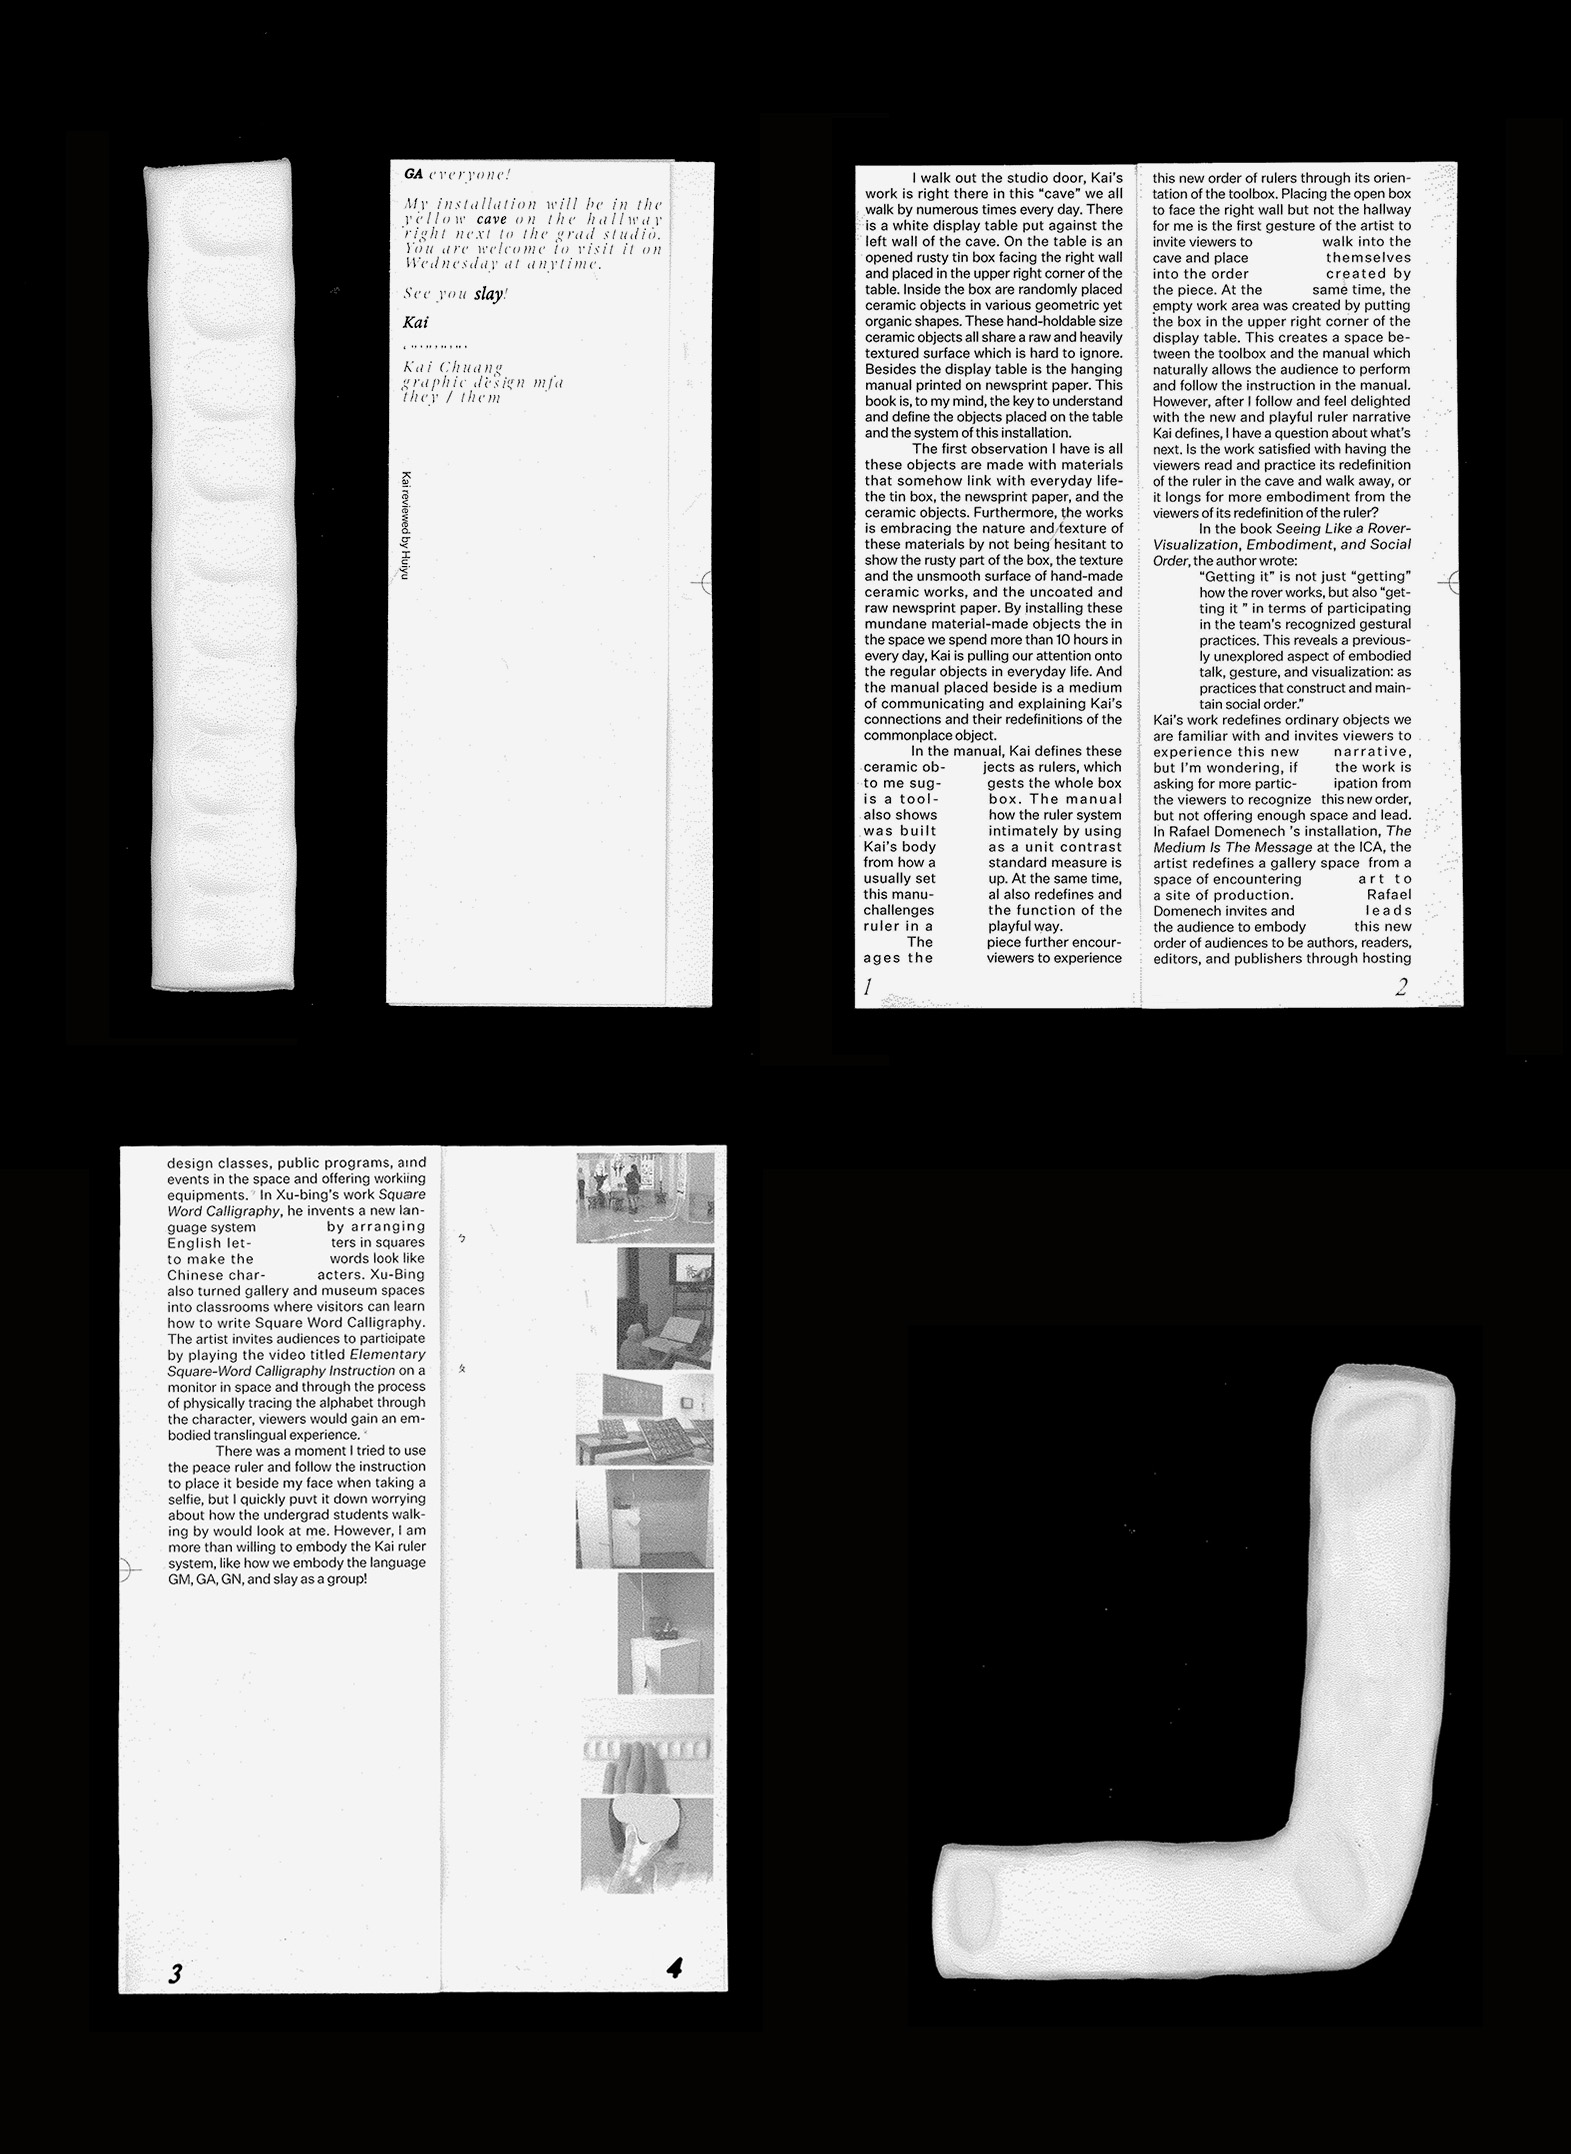 GA everyone!
My installation will be in the
yellow cave on the hallway
right next to the grad studio.
You are welcome to visit it on
Wednesday at anytime.
See you slay!
Kai
Kai Chuang
graphic design mfa
they / them
Kai reviewed by Huiyu
I walk out the studio door, Kai's
work is right there in this “cave” we all
walk by numerous times every day. There
is a white display table put against the
left wall of the cave. On the table is an
opened rusty tin box facing the right wall
and placed in the upper right corner of the
table. Inside the box are randomly placed
ceramic objects in various geometric yet
organic shapes. These hand-holdable size
ceramic objects all share a raw and heavily
textured surface which is hard to ignore.
Besides the display table is the hanging
manual printed on newsprint paper. This
book is, to my mind, the key to understand
and define the objects placed on the table
and the system of this installation.
The first observation I have is all
these objects are made with materials
that somehow link with everyday life-
the tin box, the newsprint paper, and the
ceramic objects. Furthermore, the works
is embracing the nature and texture of
these materials by not being hesitant to
show the rusty part of the box, the texture
and the unsmooth surface of hand-made
ceramic works, and the uncoated and
raw newsprint paper. By installing these
mundane material-made objects the in
the space we spend more than 10 hours in
every day, Kai is pulling our attention onto
the regular objects in everyday life. And
the manual placed beside is a medium
of communicating and explaining Kai's
connections and their redefinitions of the
commonplace object.
In the manual, Kai defines these
ceramic ob- jects as rulers, which
to me sug- gests the whole box
is a tool- box. The manual
also shows how the ruler system
was built intimately by using
Kai's body as a unit contrast
from how a standard measure is
usually set up. At the same time,
this manu- al also redefines and
challenges the function of the
ruler in a playful way.
The piece further encour-
ages the viewers to experience
1
this new order of rulers through its orien-
tation of the toolbox. Placing the open box
to face the right wall but not the hallway
for me is the first gesture of the artist to
invite viewers to walk into the
cave and place themselves
into the order created by
the piece. At the same time, the
empty work area was created by putting
the box in the upper right corner of the
display table. This creates a space be-
tween the toolbox and the manual which
naturally allows the audience to perform
and follow the instruction in the manual.
However, after I follow and feel delighted
with the new and playful ruler narrative
Kai defines, I have a question about what's
next. Is the work satisfied with having the
viewers read and practice its redefinition
of the ruler in the cave and walk away, or
it longs for more embodiment from the
viewers of its redefinition of the ruler?
In the book Seeing Like a Rover-
Visualization, Embodiment, and Social
Order, the author wrote:
“Getting it” is not just “getting”
how the rover works, but also “get-
ting it ” in terms of participating
in the team's recognized gestural
practices. This reveals a previous-
ly unexplored aspect of embodied
talk, gesture, and visualization: as
practices that construct and main-
tain social order.”
Kai's work redefines ordinary objects we
are familiar with and invites viewers to
experience this new narrative,
but I'm wondering, if the work is
asking for more partic- ipation from
the viewers to recognize this new order,
but not offering enough space and lead.
In Rafael Domenech 's installation, The
Medium Is The Message at the ICA, the
artist redefines a gallery space from a
space of encountering art to
a site of production. Rafael
Domenech invites and leads
the audience to embody this new
order of audiences to be authors, readers,
editors, and publishers through hosting
2
design classes, public programs, aınd
events in the space and offering workiing
equipments. In Xu-bing's work Square
Word Calligraphy, he invents a new lan-
guage system by arranging
English let- ters in squares
to make the words look like
Chinese char- acters. Xu-Bing
also turned gallery and museum spaces
into classrooms where visitors can learn
how to write Square Word Calligraphy.
The artist invites audiences to participate
by playing the video titled Elementary
Square-Word Calligraphy Instruction on a
monitor in space and through the process
of physically tracing the alphabet through
the character, viewers would gain an em-
bodied translingual experience.
There was a moment I tried to use
the peace ruler and follow the instruction
to place it beside my face when taking a
selfie, but I quickly puvt it down worrying
about how the undergrad students walk-
ing by would look at me. However, I am
more than willing to embody the Kai ruler
system, like how we embody the language
GM, GA, GN, and slay as a group!
3
ㄅ
ㄆ
4